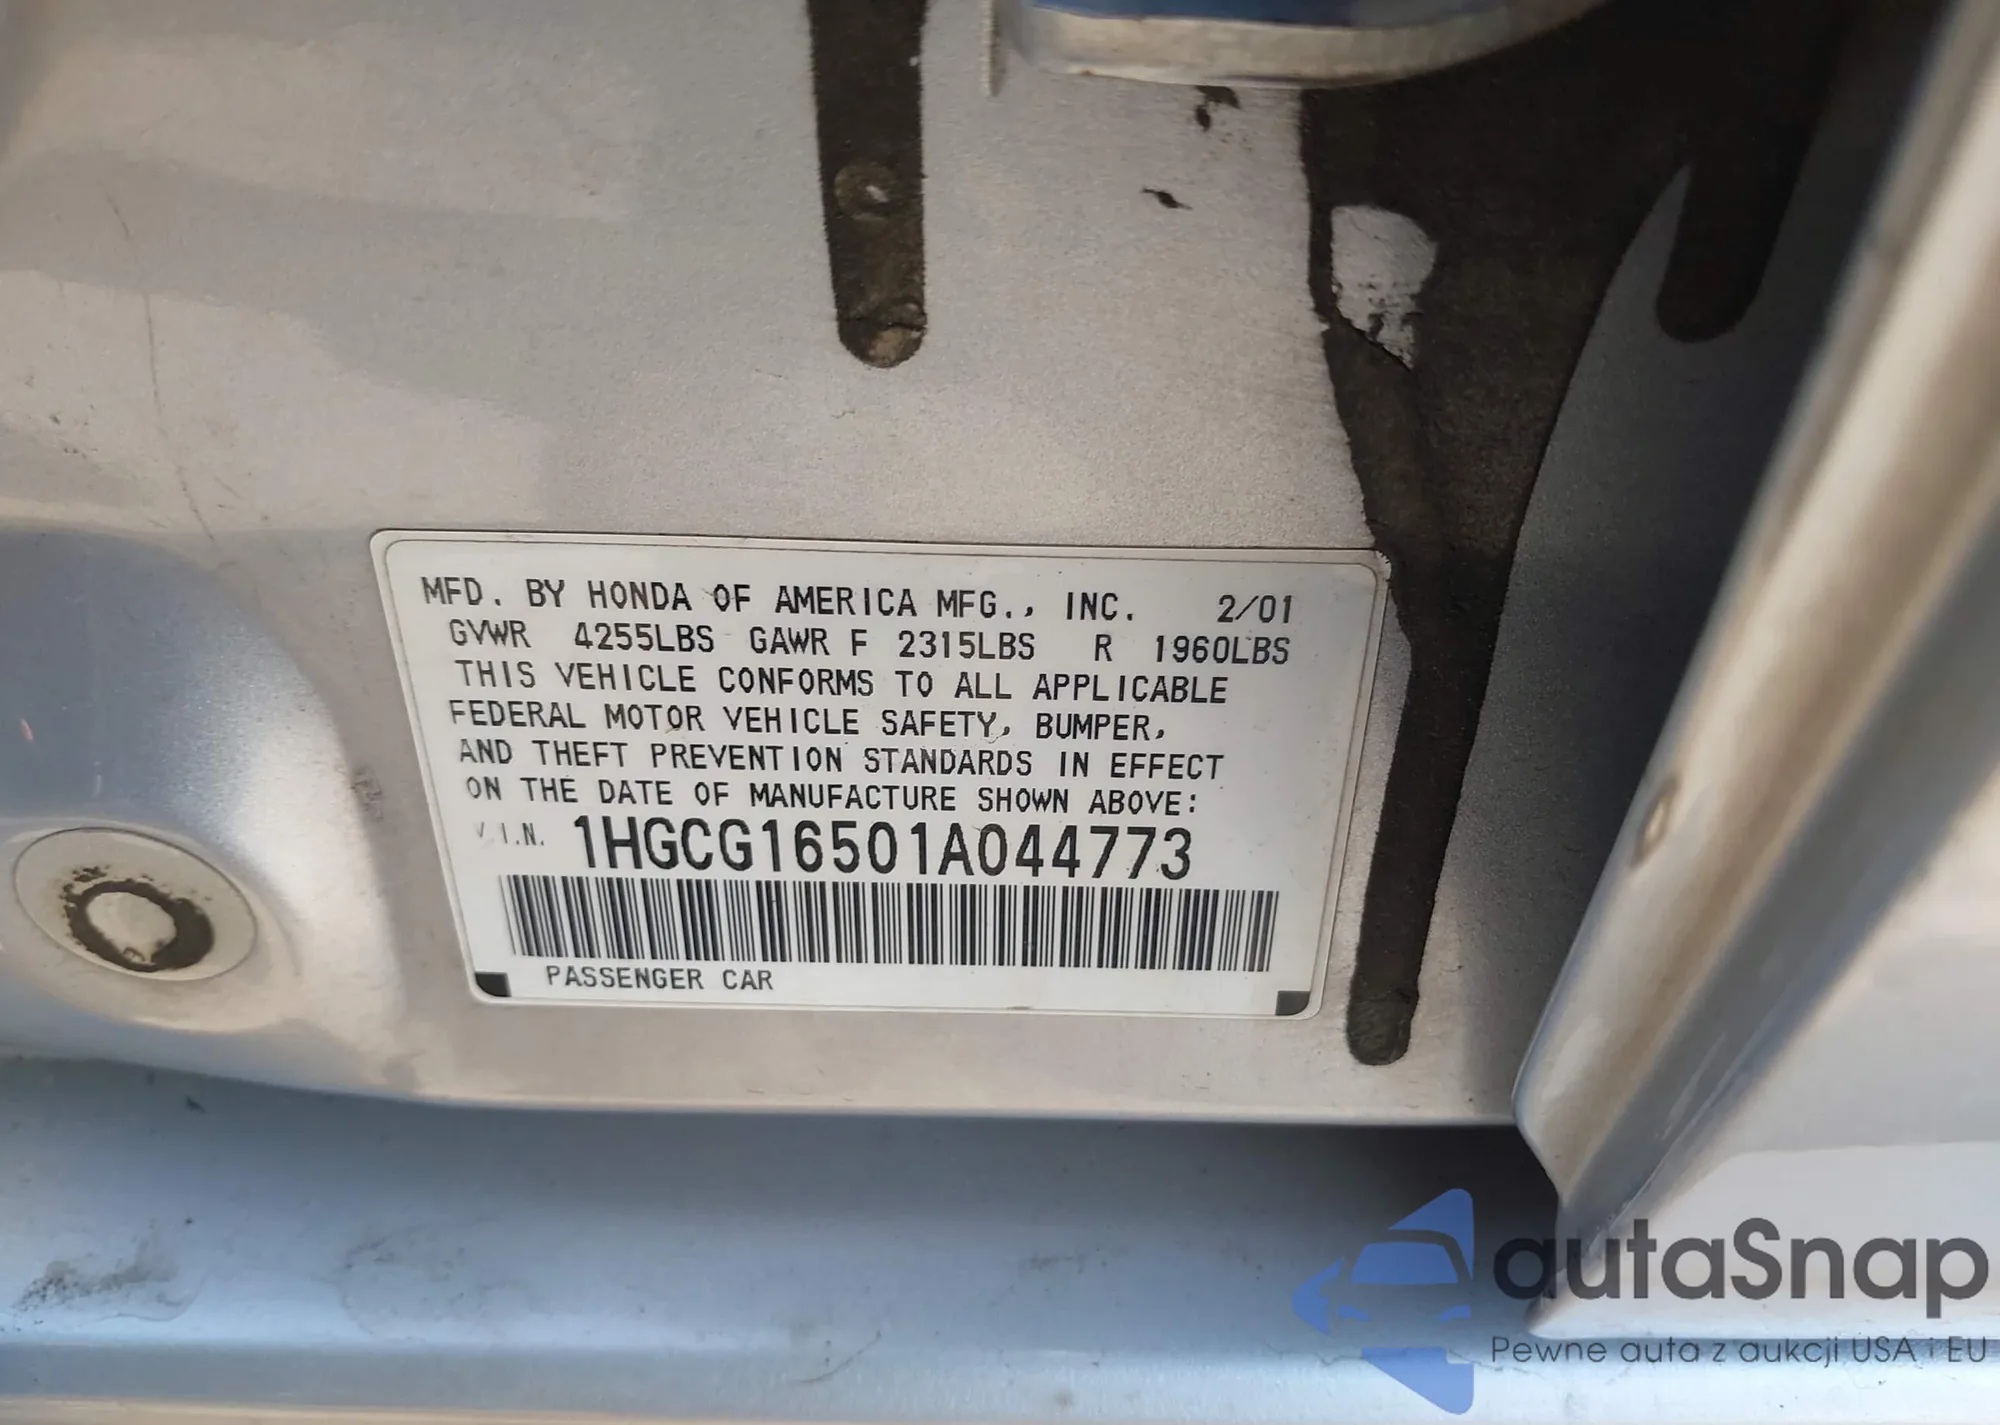 MFD. BY HONDA OF AMERICA MFG., INC. 2/01
GVWR 4255LBS GAWR F 2315LBS R 1960LBS
THIS VEHICLE CONFORMS TO ALL APPLICABLE
FEDERAL MOTOR VEHICLE SAFETY, BUMPER,
AND THEFT PREVENTION STANDARDS IN EFFECT
ON THE DATE OF MANUFACTURE SHOWN ABOVE:
V.I.N. 1HGCG16501A044773
PASSENGER CAR
autaSnap
Pewne auta z aukcji USA i EU